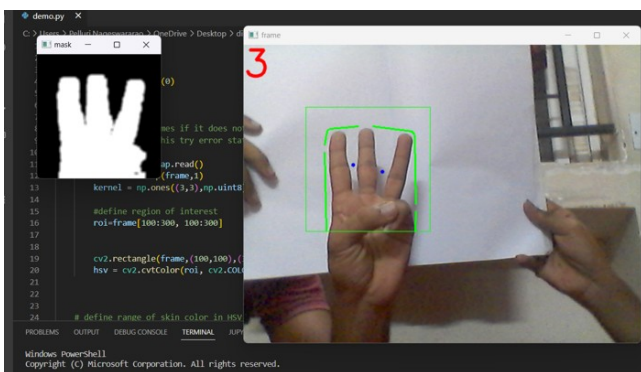 demo.py
C: > Users > Pelluri Nageswararao > OneDrive > Desktop > di
mask
frame
3
(0)
mes if it does no
his try error sta
ap.read()
(frame,1)
kernel = np.ones((3,3),np.uint8
#define region of interest
roi=frame[100:300, 100:300]
cv2.rectangle(frame,(100,100),(
hsv = cv2.cvtColor(roi, cv2.COL
# define range of skin color in HSV
11
12
13
14
15
16
17
18
19
20
21
22
23
24
PROBLEMS OUTPUT DEBUG CONSOLE TERMINAL JUPY
Windows PowerShell
Copyright (C) Microsoft Corporation. All rights reserved.